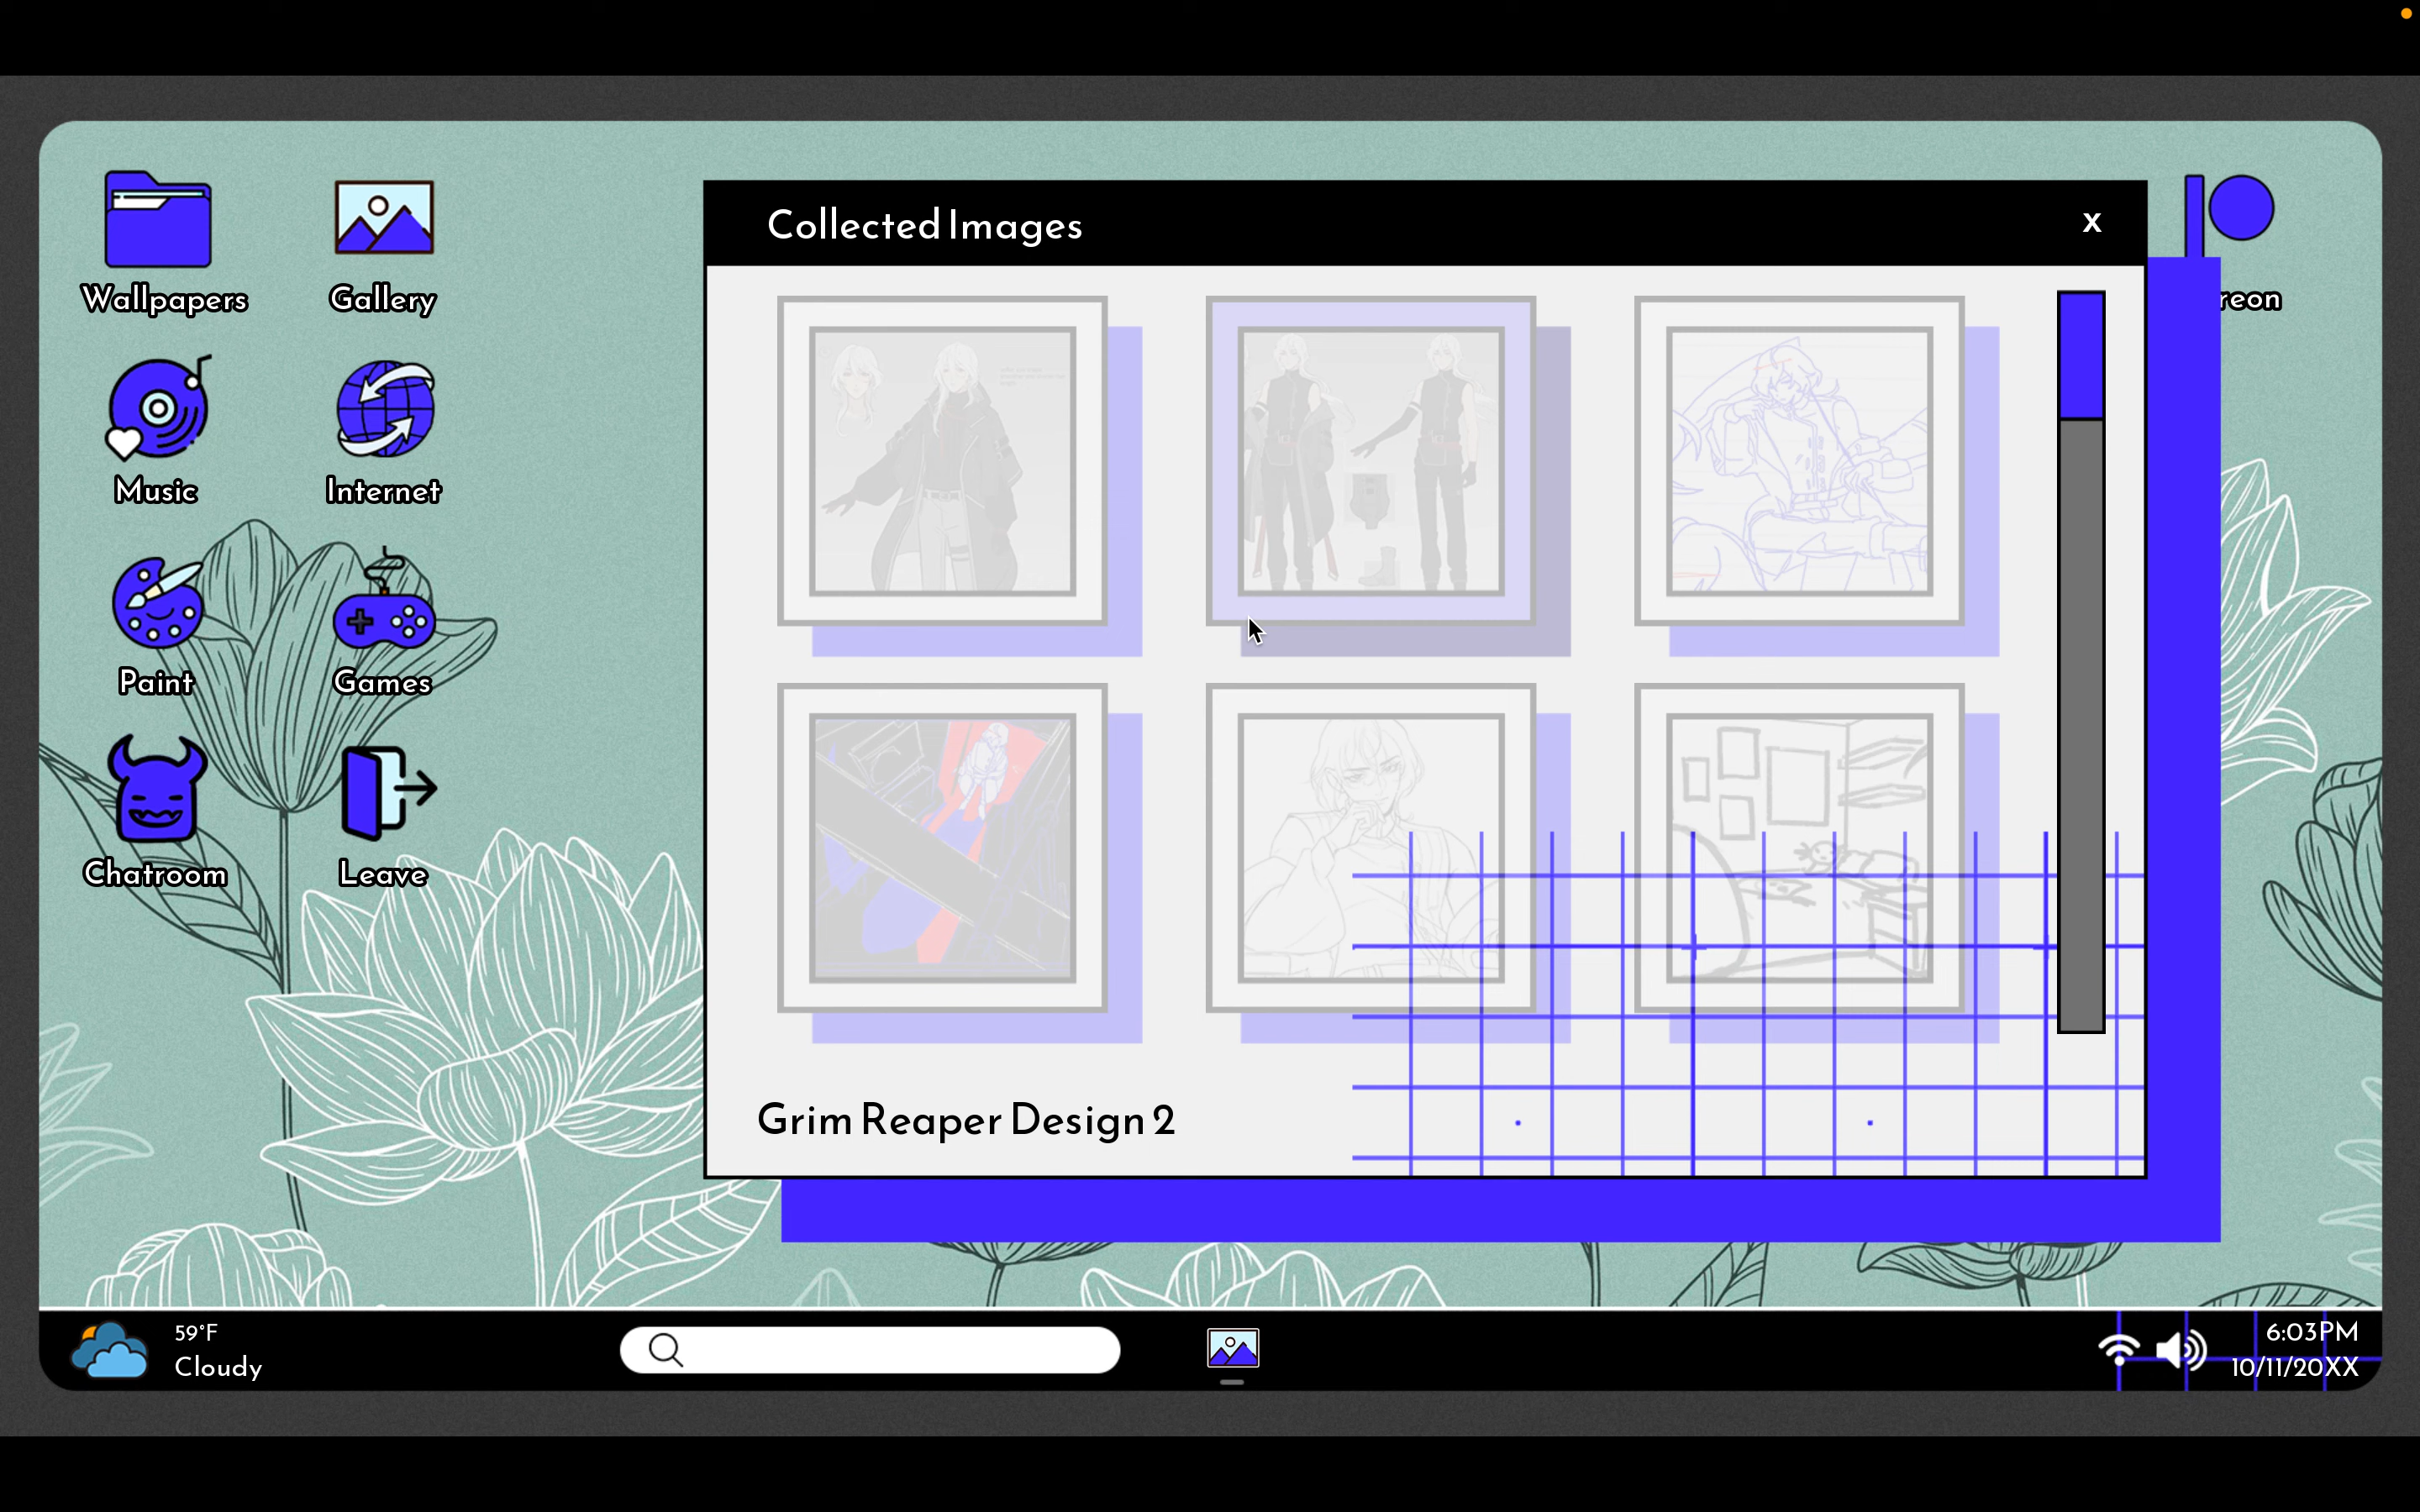 Collected Images
X
Wallpapers
Gallery
reon
Music
Internet
Paint
Games
Chatroom
Leave
Grim Reaper Design 2
59°F
Cloudy
6:03PM
10/11/20XX